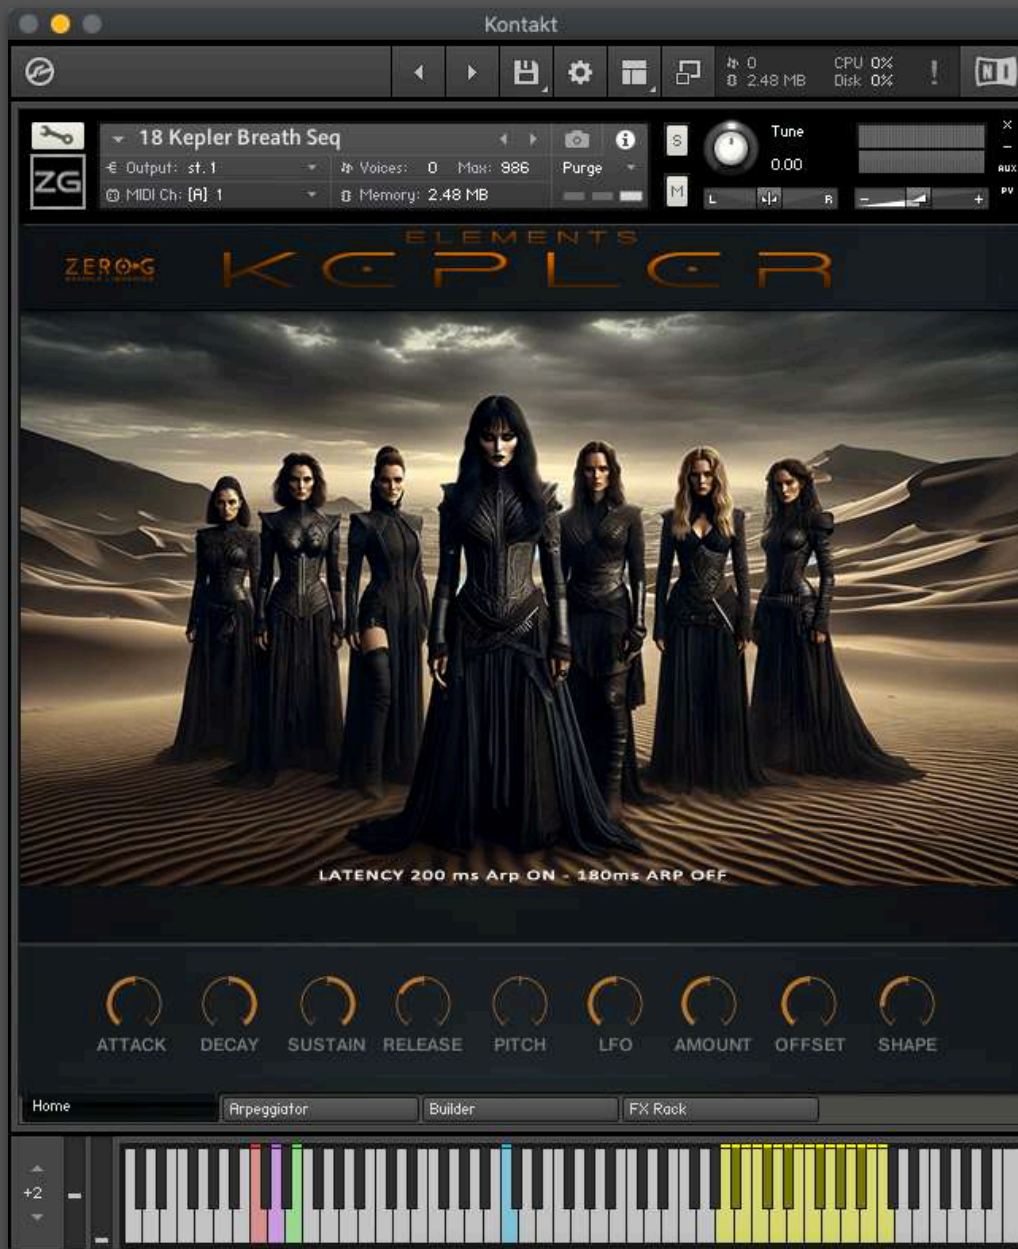 Kontakt
0
2.48 MB
CPU 0%
Disk 0%
!
NI
ZG
18 Kepler Breath Seq
Output: st.1
Voices: 0 Max: 986
Purge
MIDI Ch: [A] 1
Memory: 2.48 MB
S
M
Tune
0.00
L R
- +
X
-
AUX
PV
ELEMENTS
ZERO-G
KEPLER
LATENCY 200 ms Arp ON - 180ms ARP OFF
ATTACK DECAY SUSTAIN RELEASE PITCH LFO AMOUNT OFFSET SHAPE
Home Arpeggiator Builder FX Rack
+2